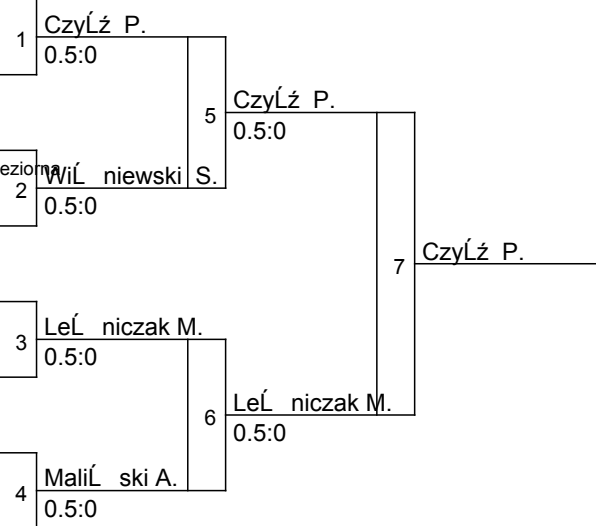 1
CzyĹź P.
0.5:0
5
CzyĹź P.
0.5:0
eziorna
2
WiĹ niewski S.
0.5:0
7
CzyĹź P.
3
LeĹ niczak M.
0.5:0
6
LeĹ niczak M.
0.5:0
4
MaliĹ ski A.
0.5:0